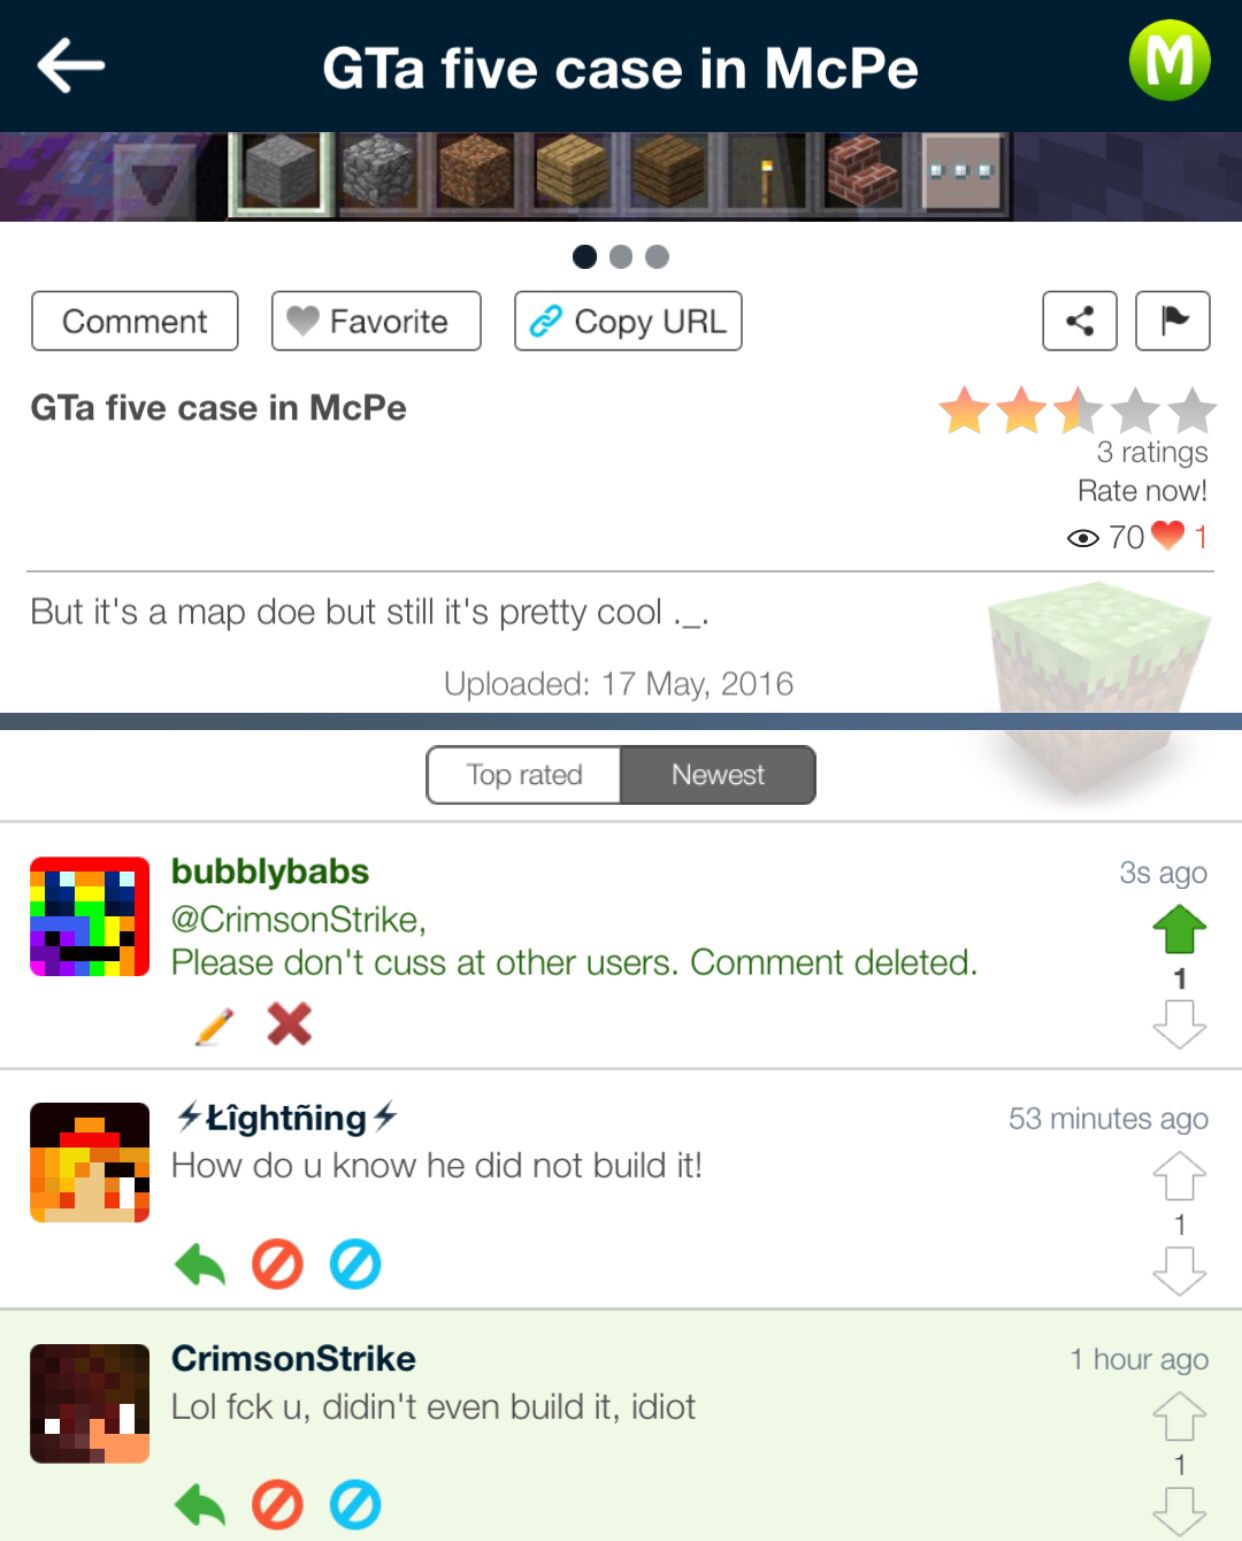 GTa five case in McPe
M
Comment
Favorite
Copy URL
GTa five case in McPe
3 ratings
Rate now!
70 1
But it's a map doe but still it's pretty cool ._.
Uploaded: 17 May, 2016
Top rated
Newest
bubblybabs
3s ago
@CrimsonStrike,
Please don't cuss at other users. Comment deleted.
1
⚡Łîghtñing⚡
53 minutes ago
How do u know he did not build it!
1
CrimsonStrike
1 hour ago
Lol fck u, didin't even build it, idiot
1